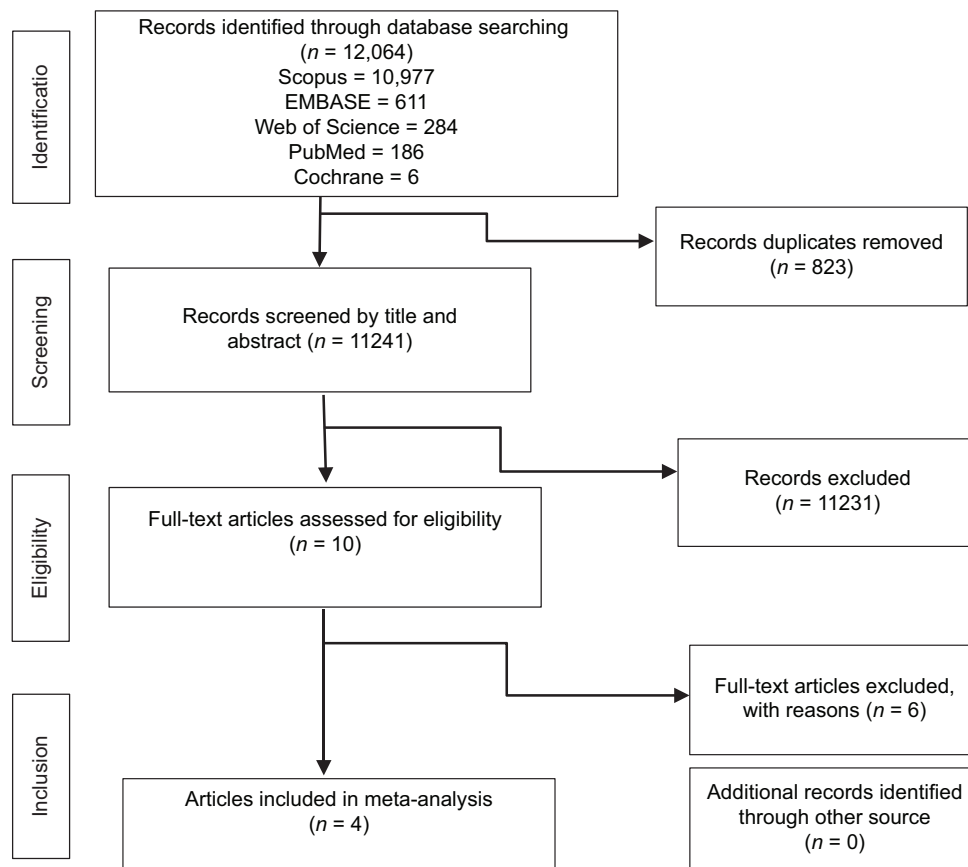 Identificatio
Records identified through database searching
(n = 12,064)
Scopus = 10,977
EMBASE = 611
Web of Science = 284
PubMed = 186
Cochrane = 6
Records duplicates removed
(n = 823)
Screening
Records screened by title and
abstract (n = 11241)
Records excluded
(n = 11231)
Eligibility
Full-text articles assessed for eligibility
(n = 10)
Full-text articles excluded,
with reasons (n = 6)
Inclusion
Articles included in meta-analysis
(n = 4)
Additional records identified
through other source
(n = 0)